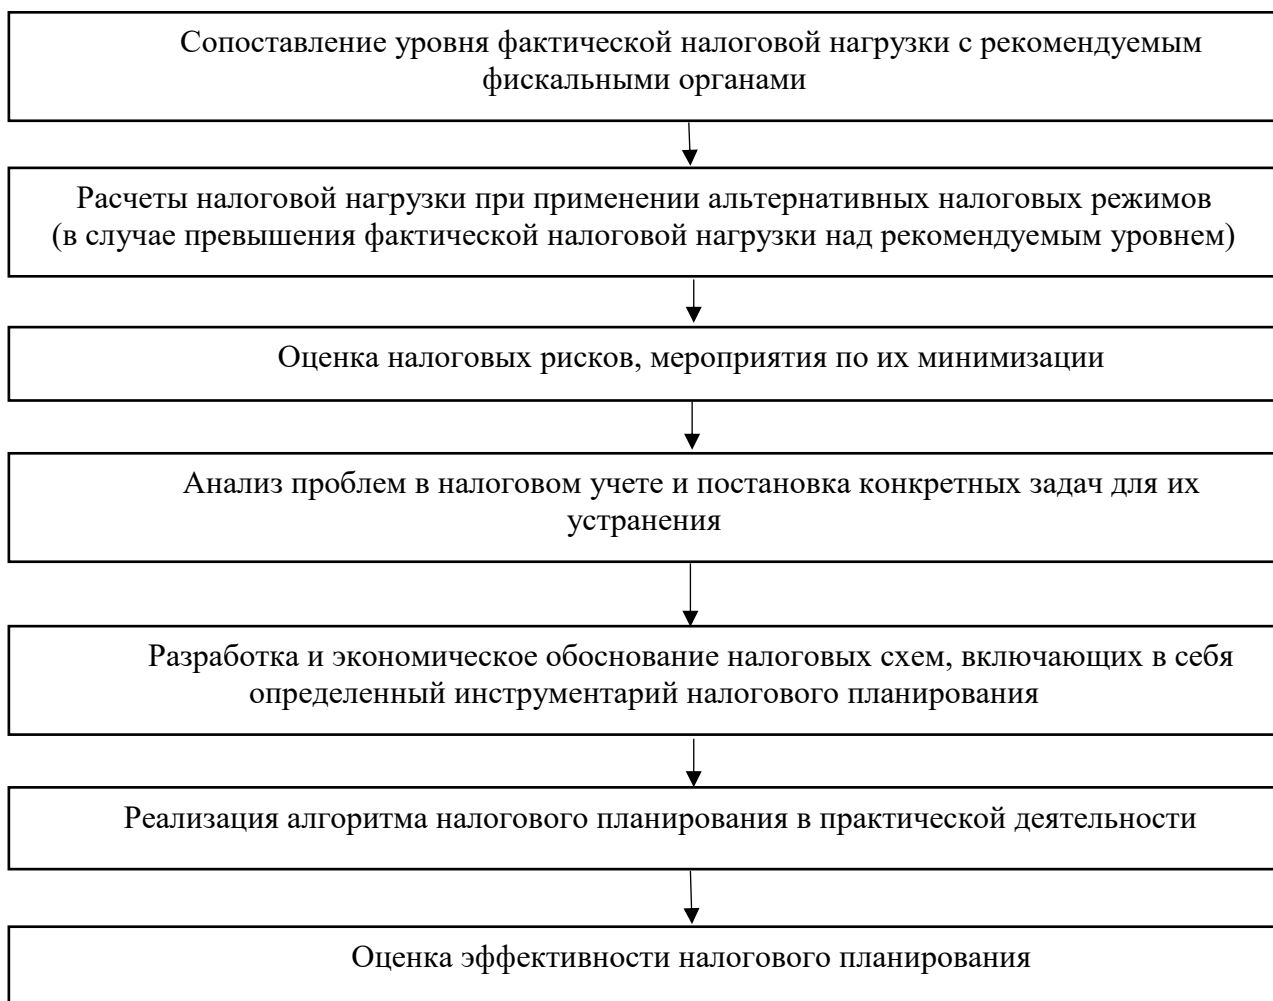 Сопоставление уровня фактической налоговой нагрузки с рекомендуемым
фискальными органами
Расчеты налоговой нагрузки при применении альтернативных налоговых режимов
(в случае превышения фактической налоговой нагрузки над рекомендуемым уровнем)
Оценка налоговых рисков, мероприятия по их минимизации
Анализ проблем в налоговом учете и постановка конкретных задач для их
устранения
Разработка и экономическое обоснование налоговых схем, включающих в себя
определенный инструментарий налогового планирования
Реализация алгоритма налогового планирования в практической деятельности
Оценка эффективности налогового планирования